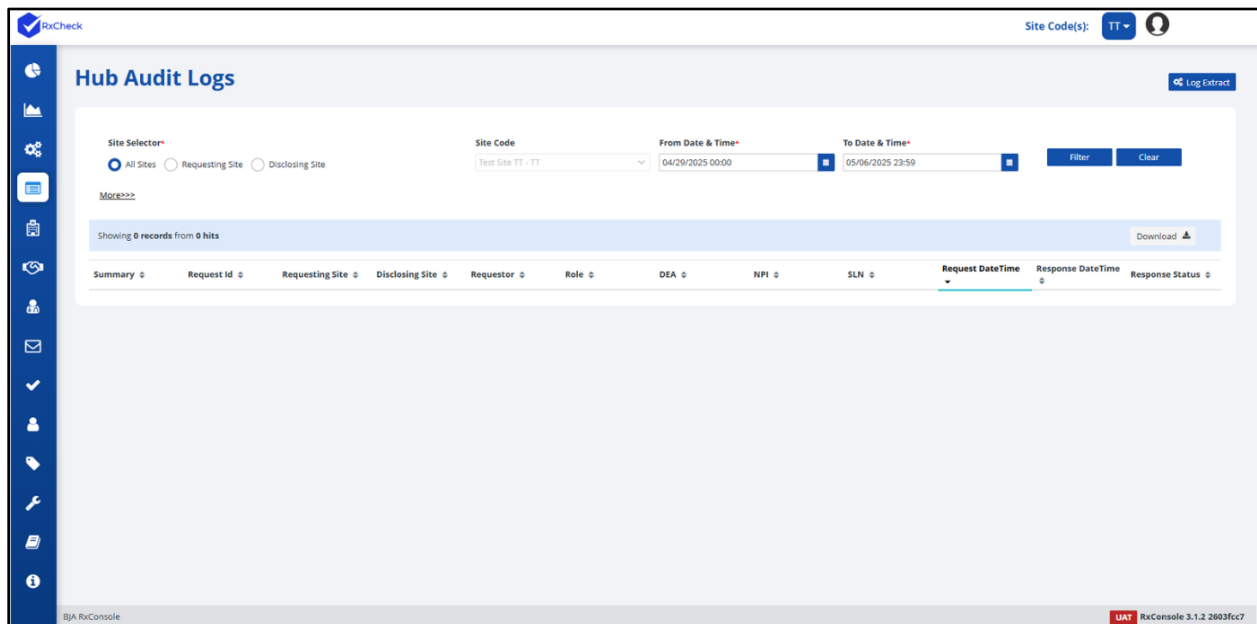 RxCheck
Site Code(s): TT
Hub Audit Logs
Log Extract
Site Selector* Site Code From Date & Time* To Date & Time*
All Sites Requesting Site Disclosing Site Test Site TT - TT 04/29/2025 00:00 05/06/2025 23:59 Filter Clear
More>>>
Showing 0 records from 0 hits Download
Summary Request Id Requesting Site Disclosing Site Requestor Role DEA NPI SLN Request DateTime Response DateTime Response Status
BJA RxConsole UAT RxConsole 3.1.2 2603fcc7